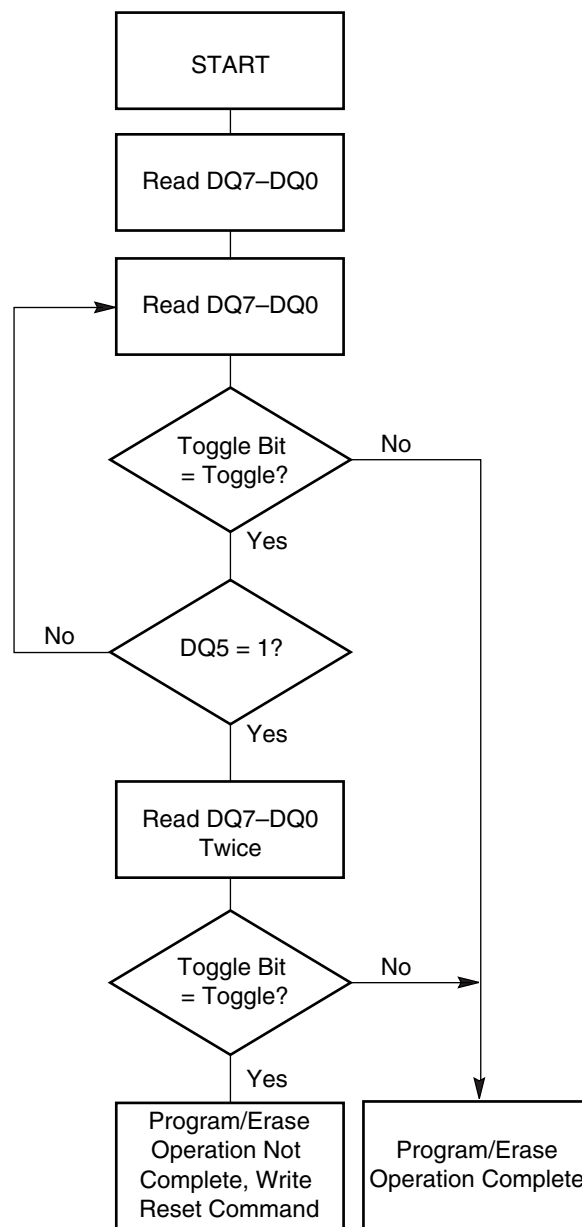 START
Read DQ7–DQ0
Read DQ7–DQ0
Toggle Bit
= Toggle?
No
Yes
No
DQ5 = 1?
Yes
Read DQ7–DQ0
Twice
Toggle Bit
= Toggle?
No
Yes
Program/Erase
Operation Not
Complete, Write
Reset Command
Program/Erase
Operation Complete